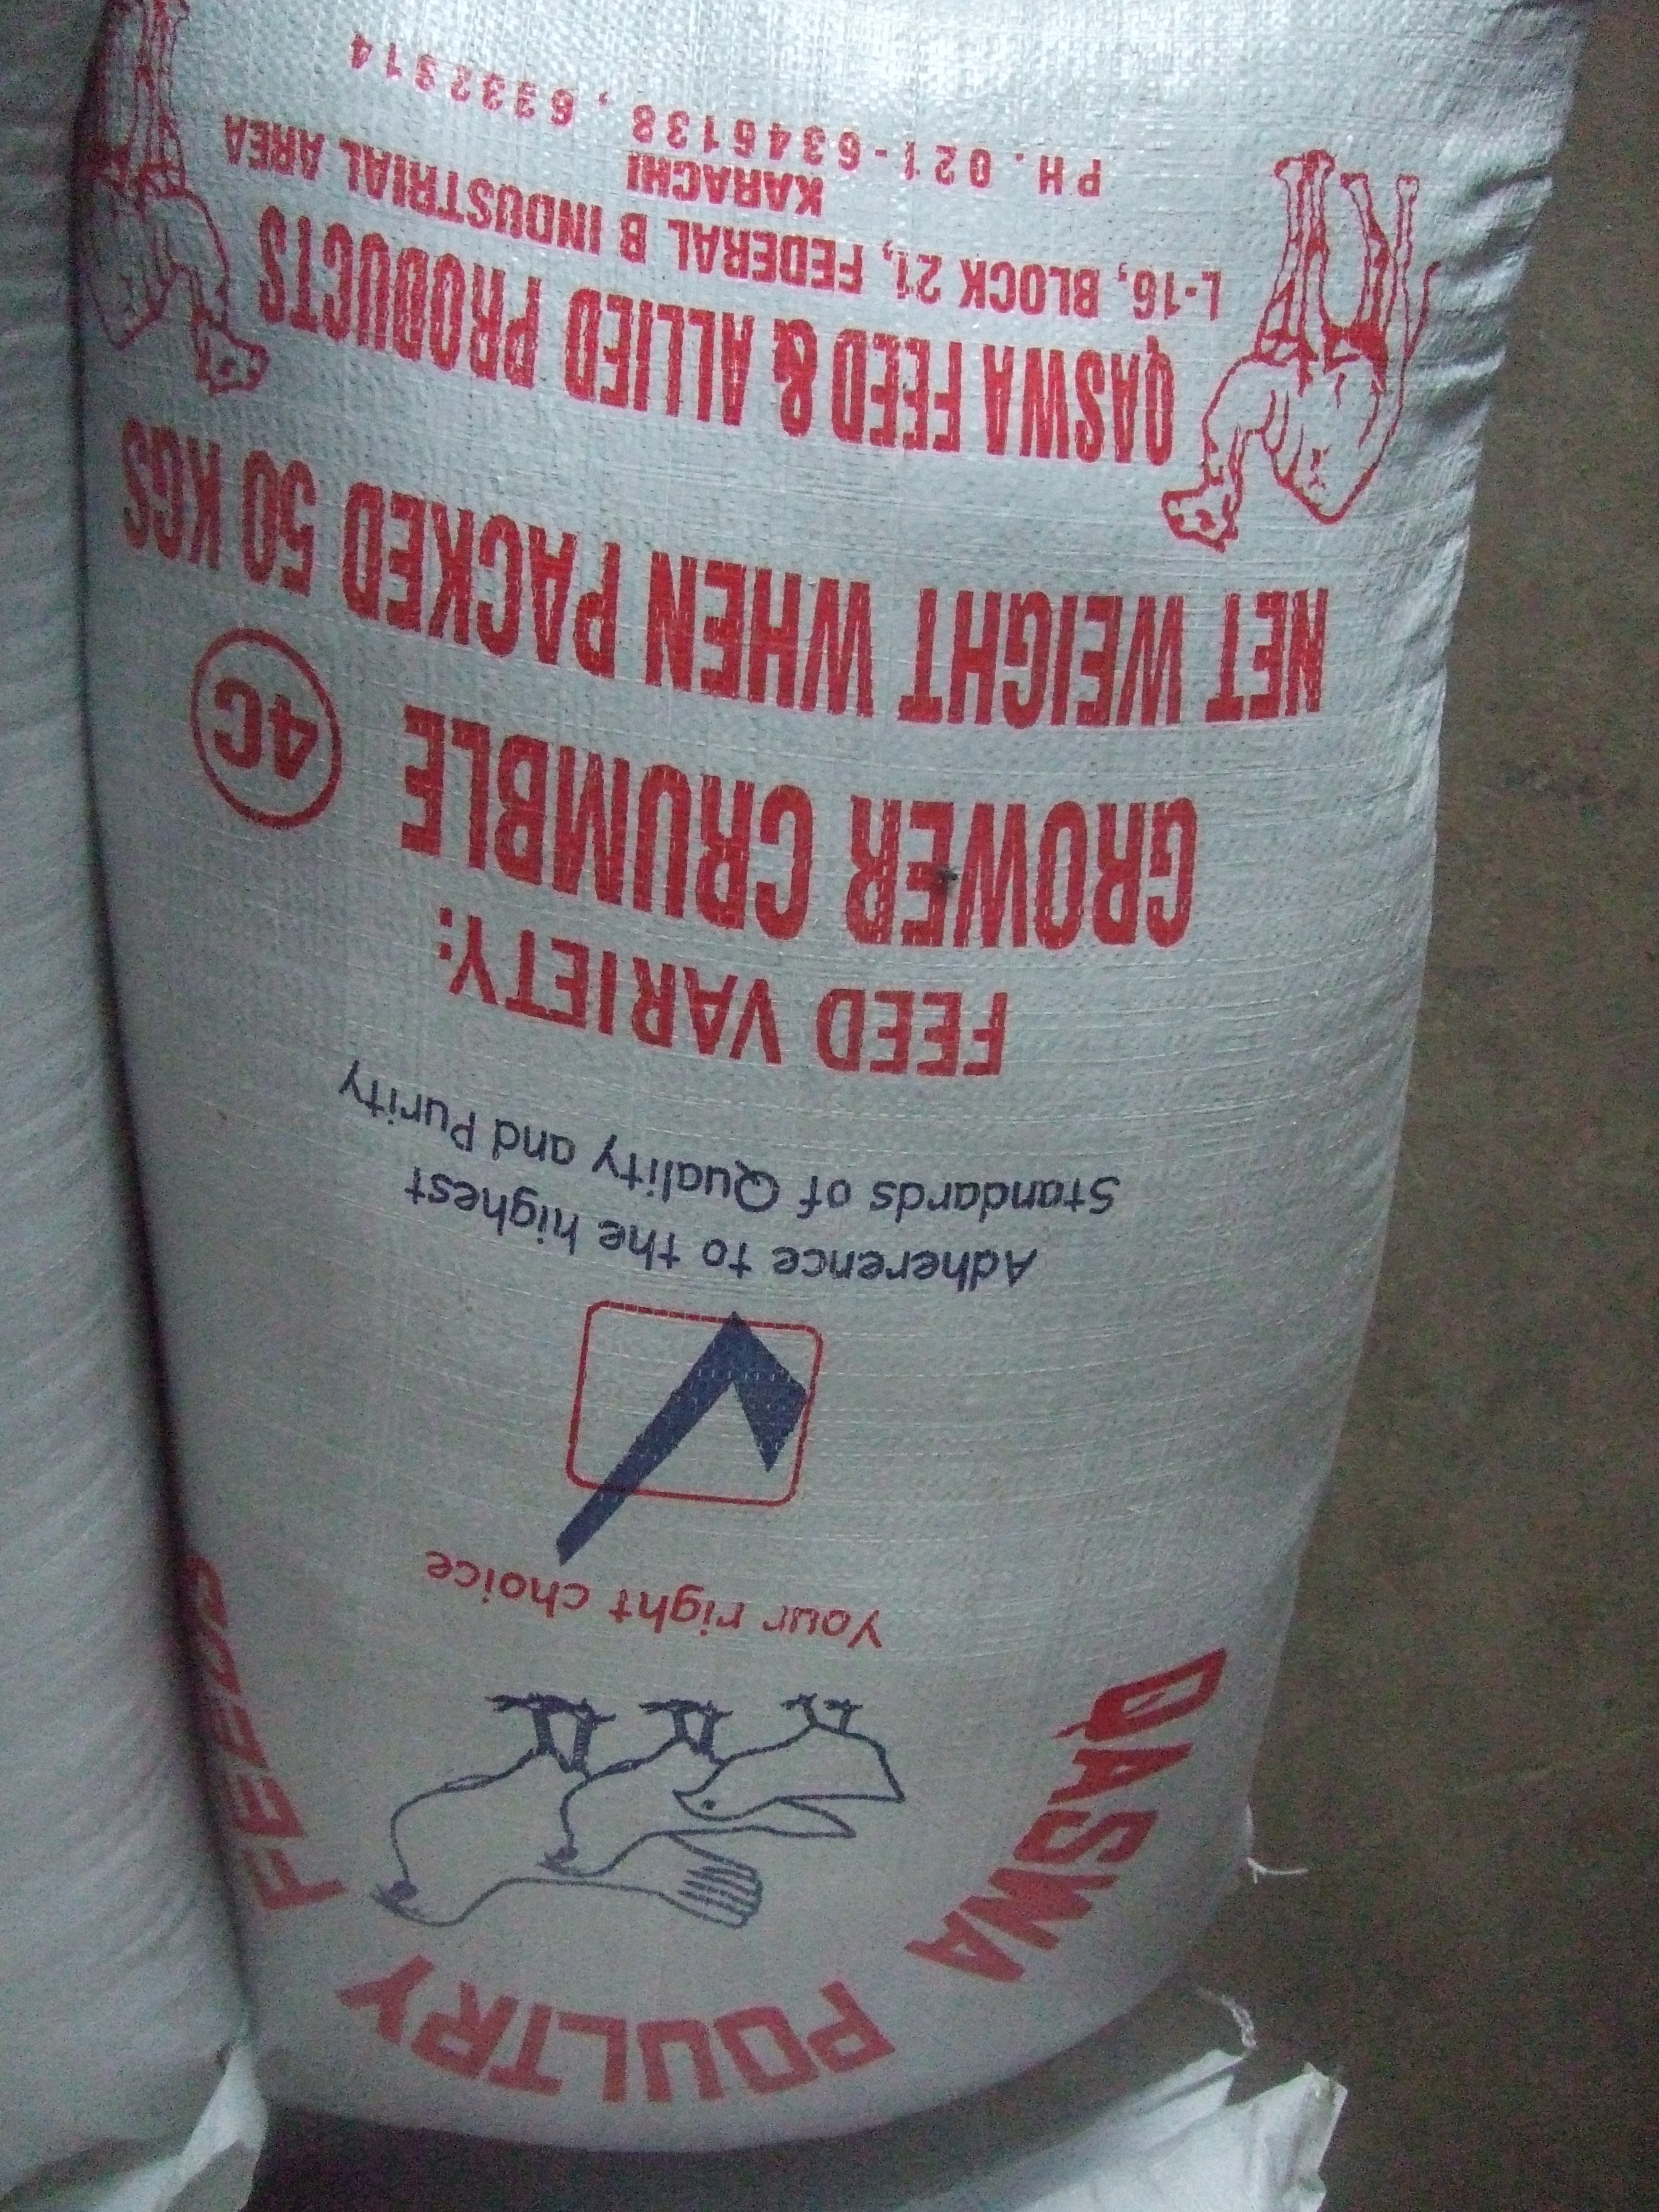 QASWA POULTRY FEEDS
Your right choice
Adherence to the highest
Standards of Quality and Purity
FEED VARIETY:
GROWER CRUMBLE 4C
NET WEIGHT WHEN PACKED 50 KGS
QASWA FEED & ALLIED PRODUCTS
L-16, BLOCK 21, FEDERAL B INDUSTRIAL AREA
KARACHI
PH. 021-6346138, 6332914